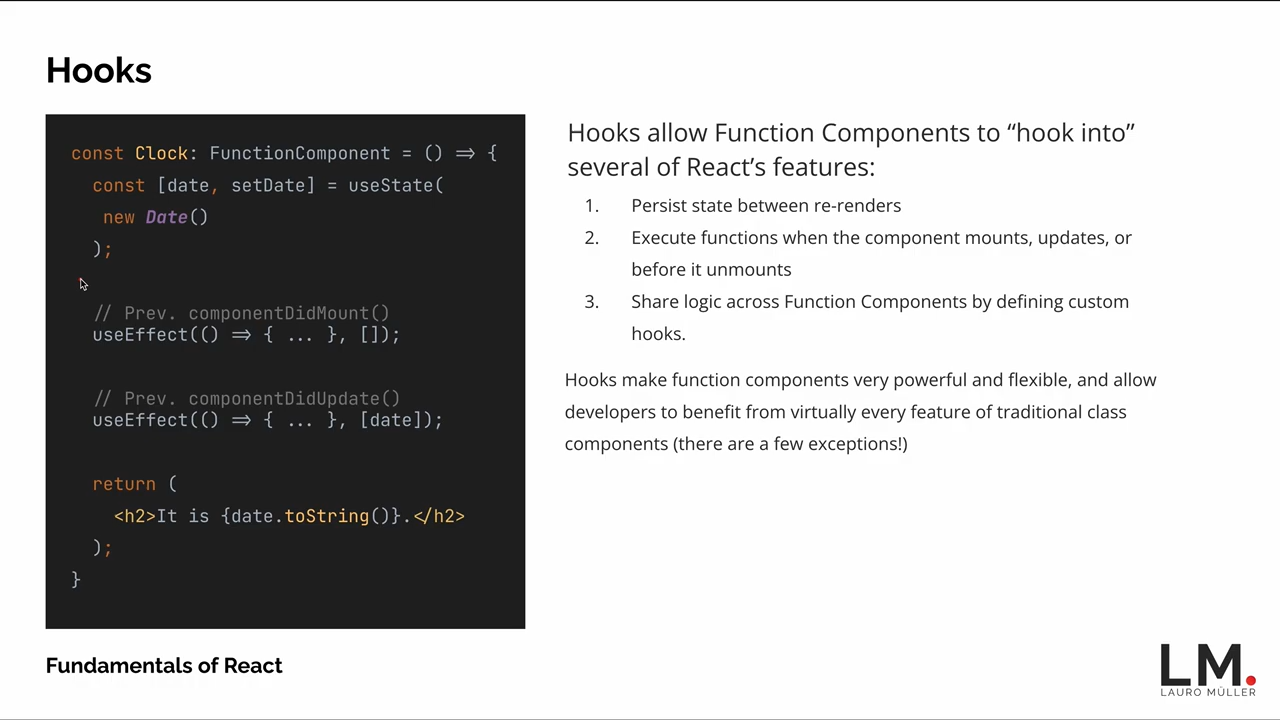 Hooks
const Clock: FunctionComponent = () => {
const [date, setDate] = useState(
new Date()
);
// Prev. componentDidMount()
useEffect(() => { ... }, []);
// Prev. componentDidUpdate()
useEffect(() => { ... }, [date]);
return (
<h2>It is {date.toString()}.</h2>
);
}
Hooks allow Function Components to “hook into”
several of React’s features:
1. Persist state between re-renders
2. Execute functions when the component mounts, updates, or
before it unmounts
3. Share logic across Function Components by defining custom
hooks.
Hooks make function components very powerful and flexible, and allow
developers to benefit from virtually every feature of traditional class
components (there are a few exceptions!)
Fundamentals of React
LM.
LAURO MÜLLER